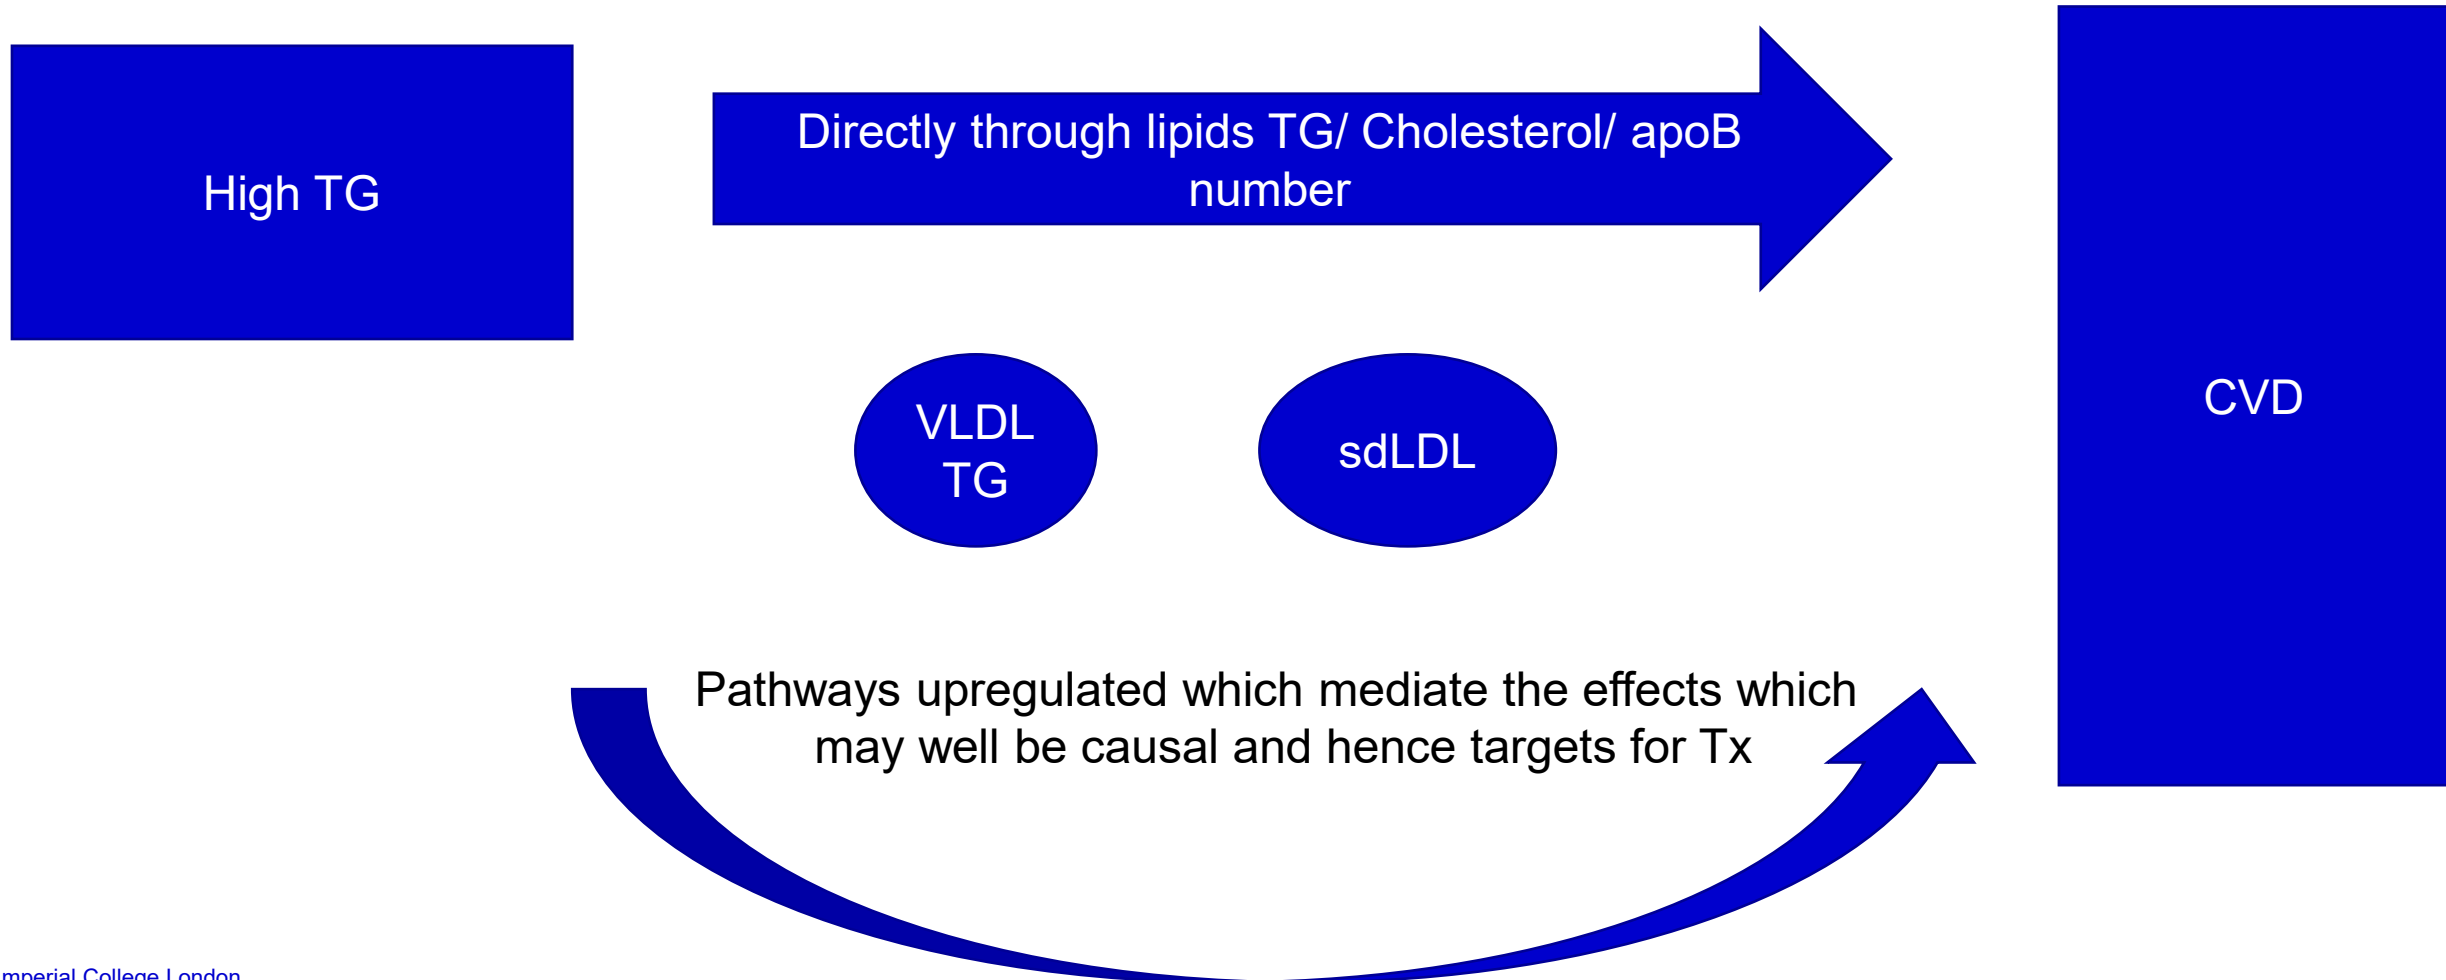 High TG
Directly through lipids TG/ Cholesterol/ apoB
number
CVD
VLDL
TG
sdLDL
Pathways upregulated which mediate the effects which
may well be causal and hence targets for Tx
mperial College London